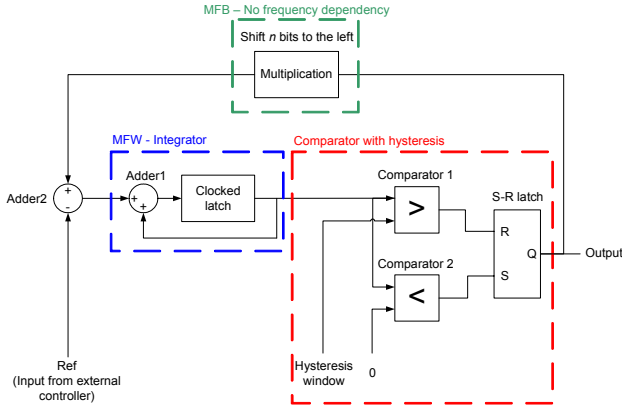 MFB – No frequency dependency
Shift n bits to the left
Multiplication
MFW - Integrator
Comparator with hysteresis
Adder1
Comparator 1
S-R latch
Adder2
+
-
+
+
Clocked
latch
>
R
Q
Output
Comparator 2
S
<
Ref
(Input from external
controller)
Hysteresis
window
0